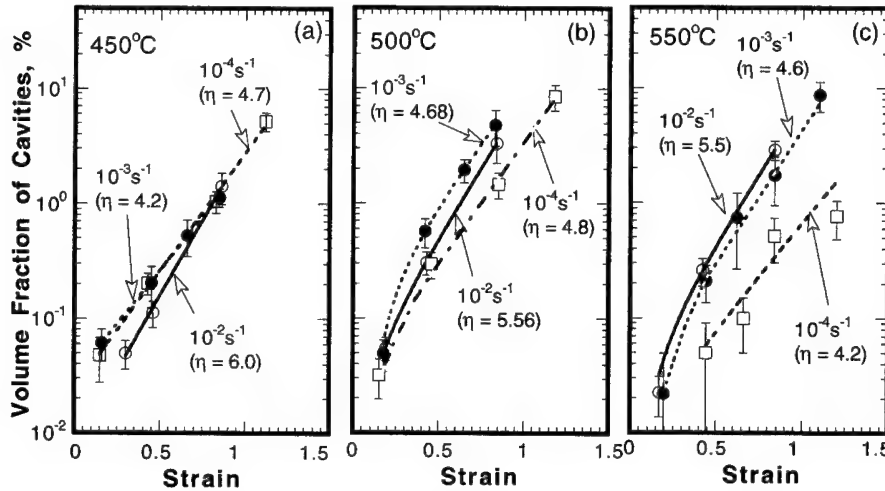 Volume Fraction of Cavities, %
10¹
10⁰
10⁻¹
10⁻²
450°C
(a)
10⁻⁴s⁻¹
(η = 4.7)
10⁻³s⁻¹
(η = 4.2)
10⁻²s⁻¹
(η = 6.0)
0
0.5
1
1.5
Strain
500°C
(b)
10⁻³s⁻¹
(η = 4.68)
10⁻⁴s⁻¹
(η = 4.8)
10⁻²s⁻¹
(η = 5.56)
0
0.5
1
1.5
Strain
550°C
(c)
10⁻³s⁻¹
(η = 4.6)
10⁻²s⁻¹
(η = 5.5)
10⁻⁴s⁻¹
(η = 4.2)
0
0.5
1
1.5
Strain